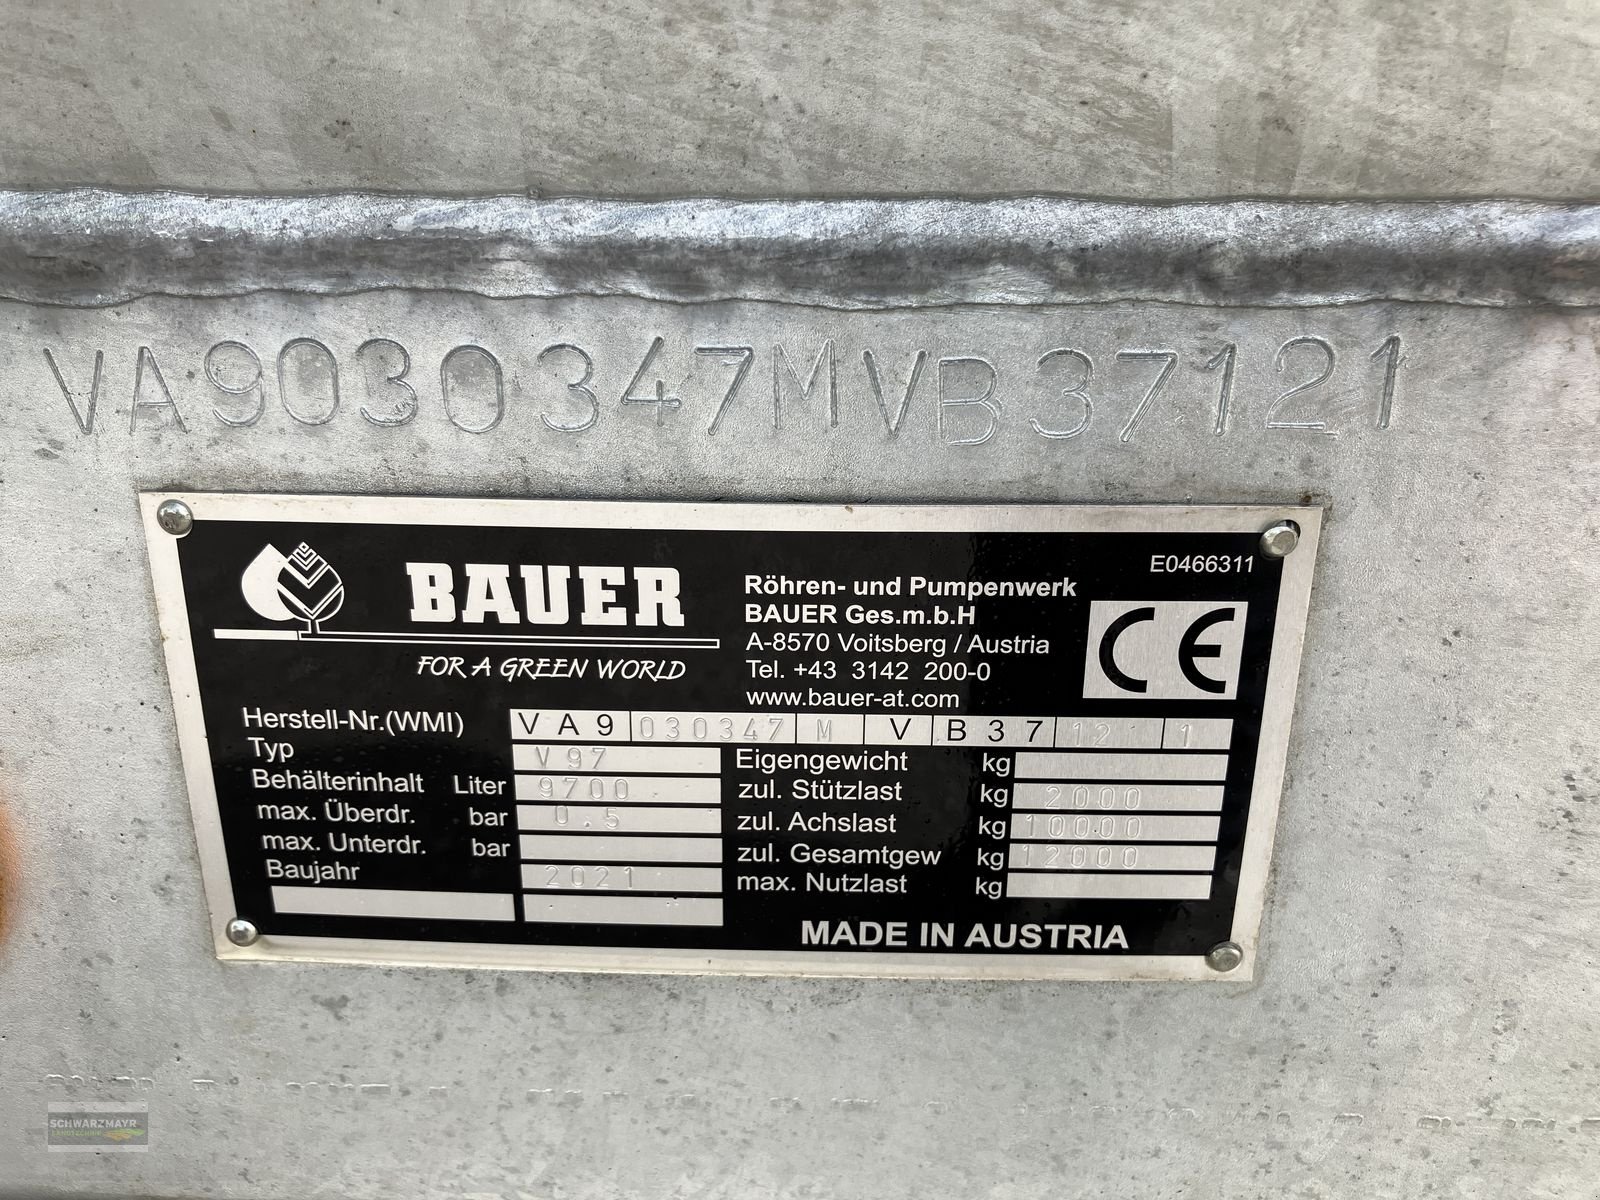 VA9030347MVB37121
E0466311
BAUER
FOR A GREEN WORLD
Röhren- und Pumpenwerk
BAUER Ges.m.b.H
A-8570 Voitsberg / Austria
Tel. +43 3142 200-0
www.bauer-at.com
CE
Herstell-Nr.(WMI) VA9 030347 M V B37 12 1
Typ V97
Behälterinhalt Liter 9700
max. Überdr. bar 0.5
max. Unterdr. bar
Baujahr 2021
Eigengewicht kg
zul. Stützlast kg 2000
zul. Achslast kg 10000
zul. Gesamtgew kg 12000
max. Nutzlast kg
MADE IN AUSTRIA
SCHWARZMAYR
LANDTECHNIK